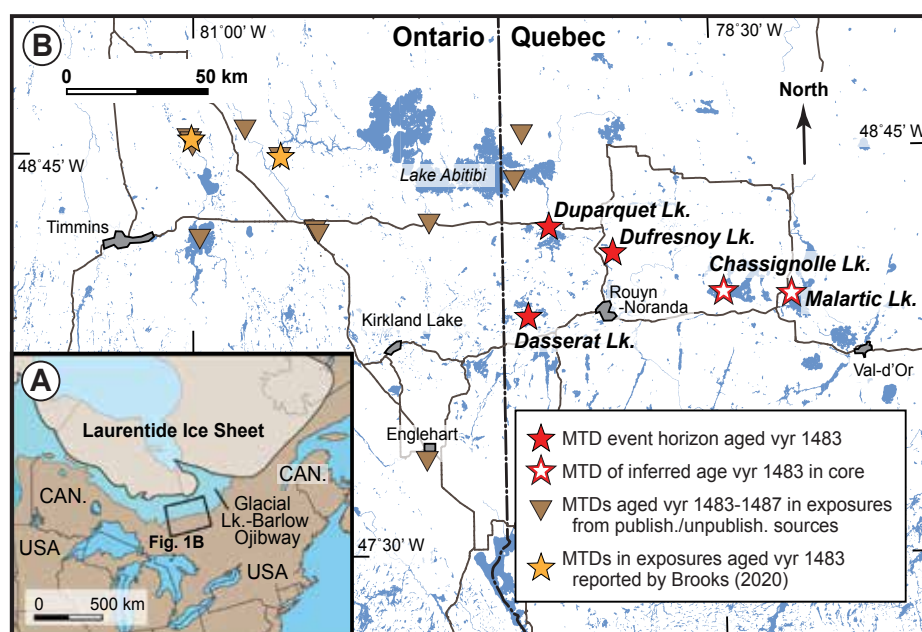 B
81°00' W
Ontario
Quebec
78°30' W
0 50 km
North
48°45' W
48°45' W
Lake Abitibi
Duparquet Lk.
Timmins
Dufresnoy Lk.
Chassignolle Lk.
Rouyn
-Noranda
Malartic Lk.
Kirkland Lake
Dasserat Lk.
Val-d'Or
Englehart
47°30' W
A
Laurentide Ice Sheet
CAN.
CAN.
Glacial
Lk.-Barlow
Ojibway
Fig. 1B
USA
USA
0 500 km
MTD event horizon aged vyr 1483
MTD of inferred age vyr 1483 in core
MTDs aged vyr 1483-1487 in exposures
from publish./unpublish. sources
MTDs in exposures aged vyr 1483
reported by Brooks (2020)